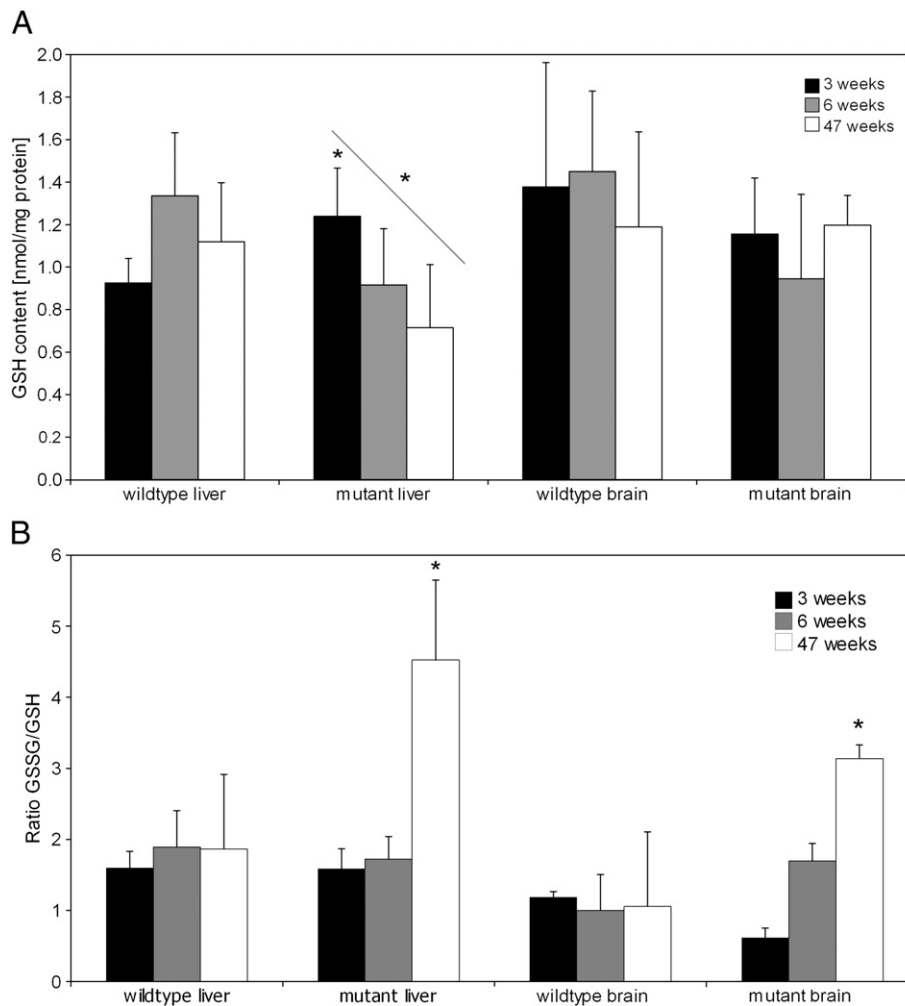 A
GSH content [nmol/mg protein]
2.0
1.8
1.6
1.4
1.2
1.0
0.8
0.6
0.4
0.2
0.0
3 weeks
6 weeks
47 weeks
*
*
wildtype liver
mutant liver
wildtype brain
mutant brain
B
Ratio GSSG/GSH
6
5
4
3
2
1
0
3 weeks
6 weeks
47 weeks
*
*
wildtype liver
mutant liver
wildtype brain
mutant brain